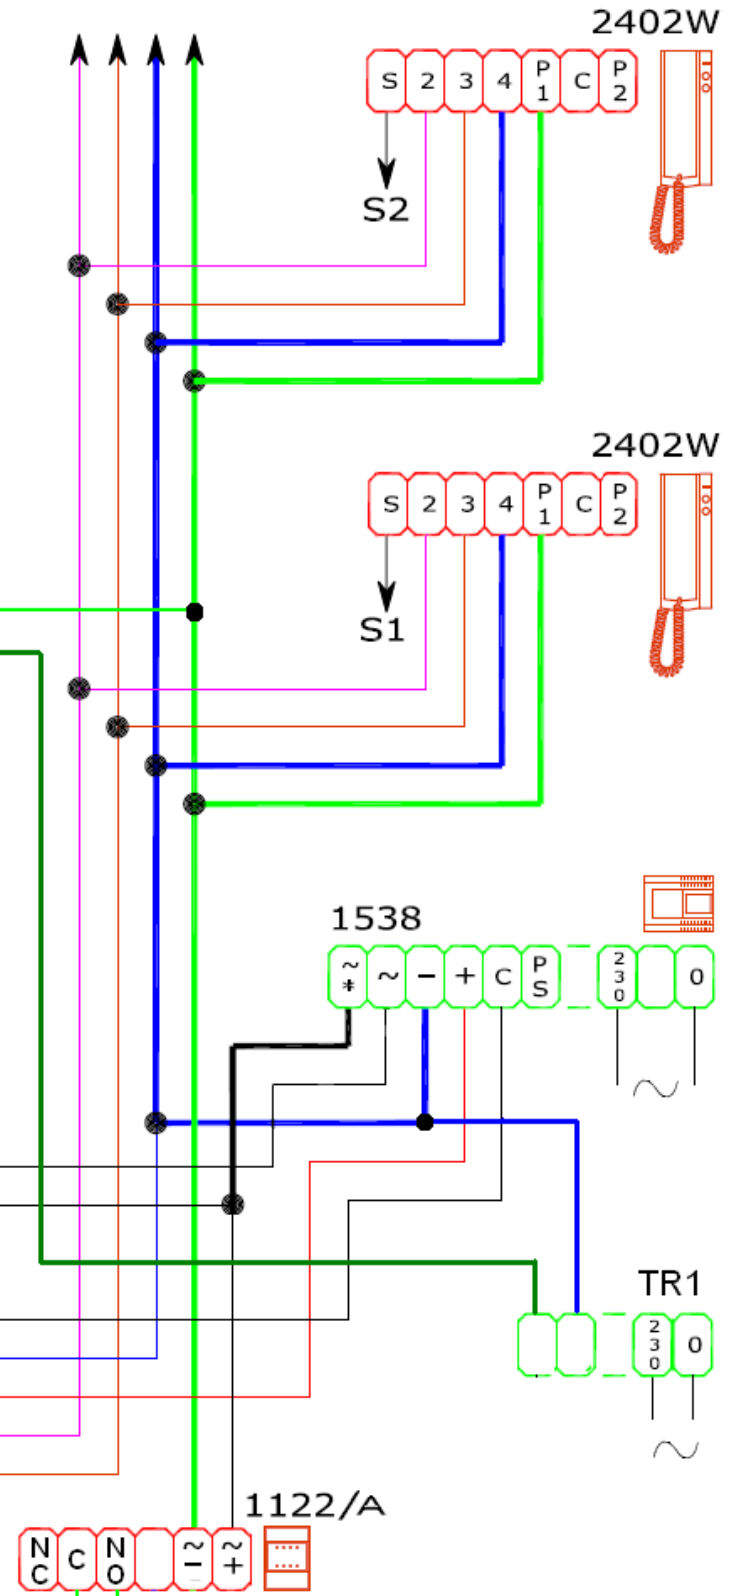 2402W
S 2 3 4 P1 C P2
S2
2402W
S 2 3 4 P1 C P2
S1
1538
~* ~ − + C PS 230 0
~
TR1
230 0
~
1122/A
NC C NO ~− ~+